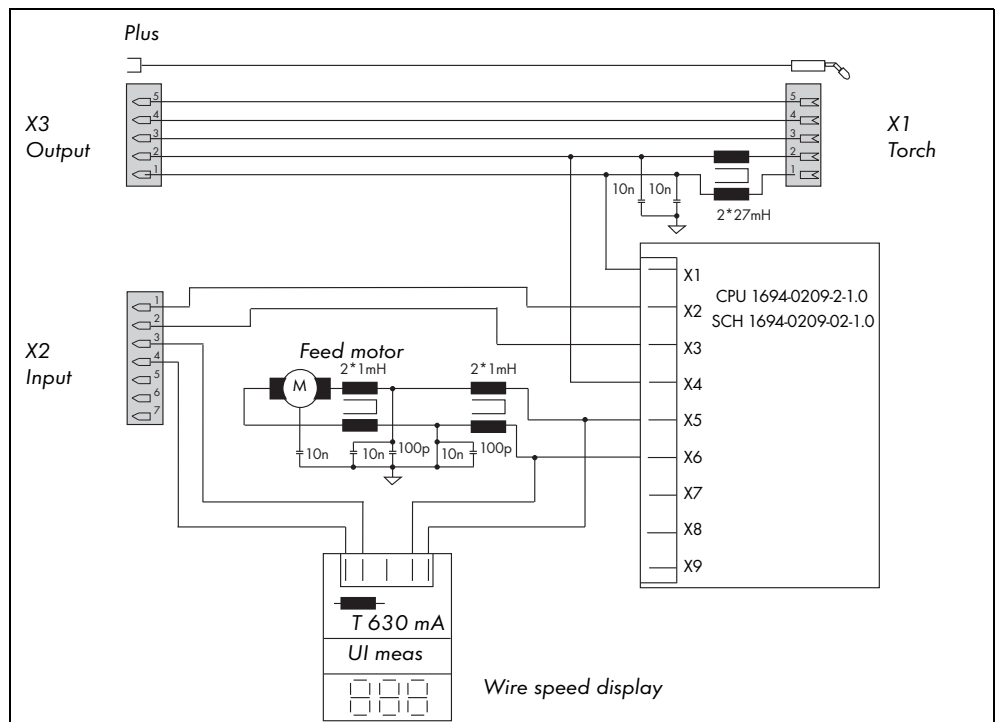 Plus
X3
Output
5
4
3
2
1
5
4
3
2
1
X1
Torch
10n
10n
2*27mH
X1
X2
X3
X4
X5
X6
X7
X8
X9
CPU 1694-0209-2-1.0
SCH 1694-0209-02-1.0
X2
Input
1
2
3
4
5
6
7
Feed motor
2*1mH
2*1mH
M
10n
10n
100p
10n
100p
T 630 mA
UI meas
Wire speed display